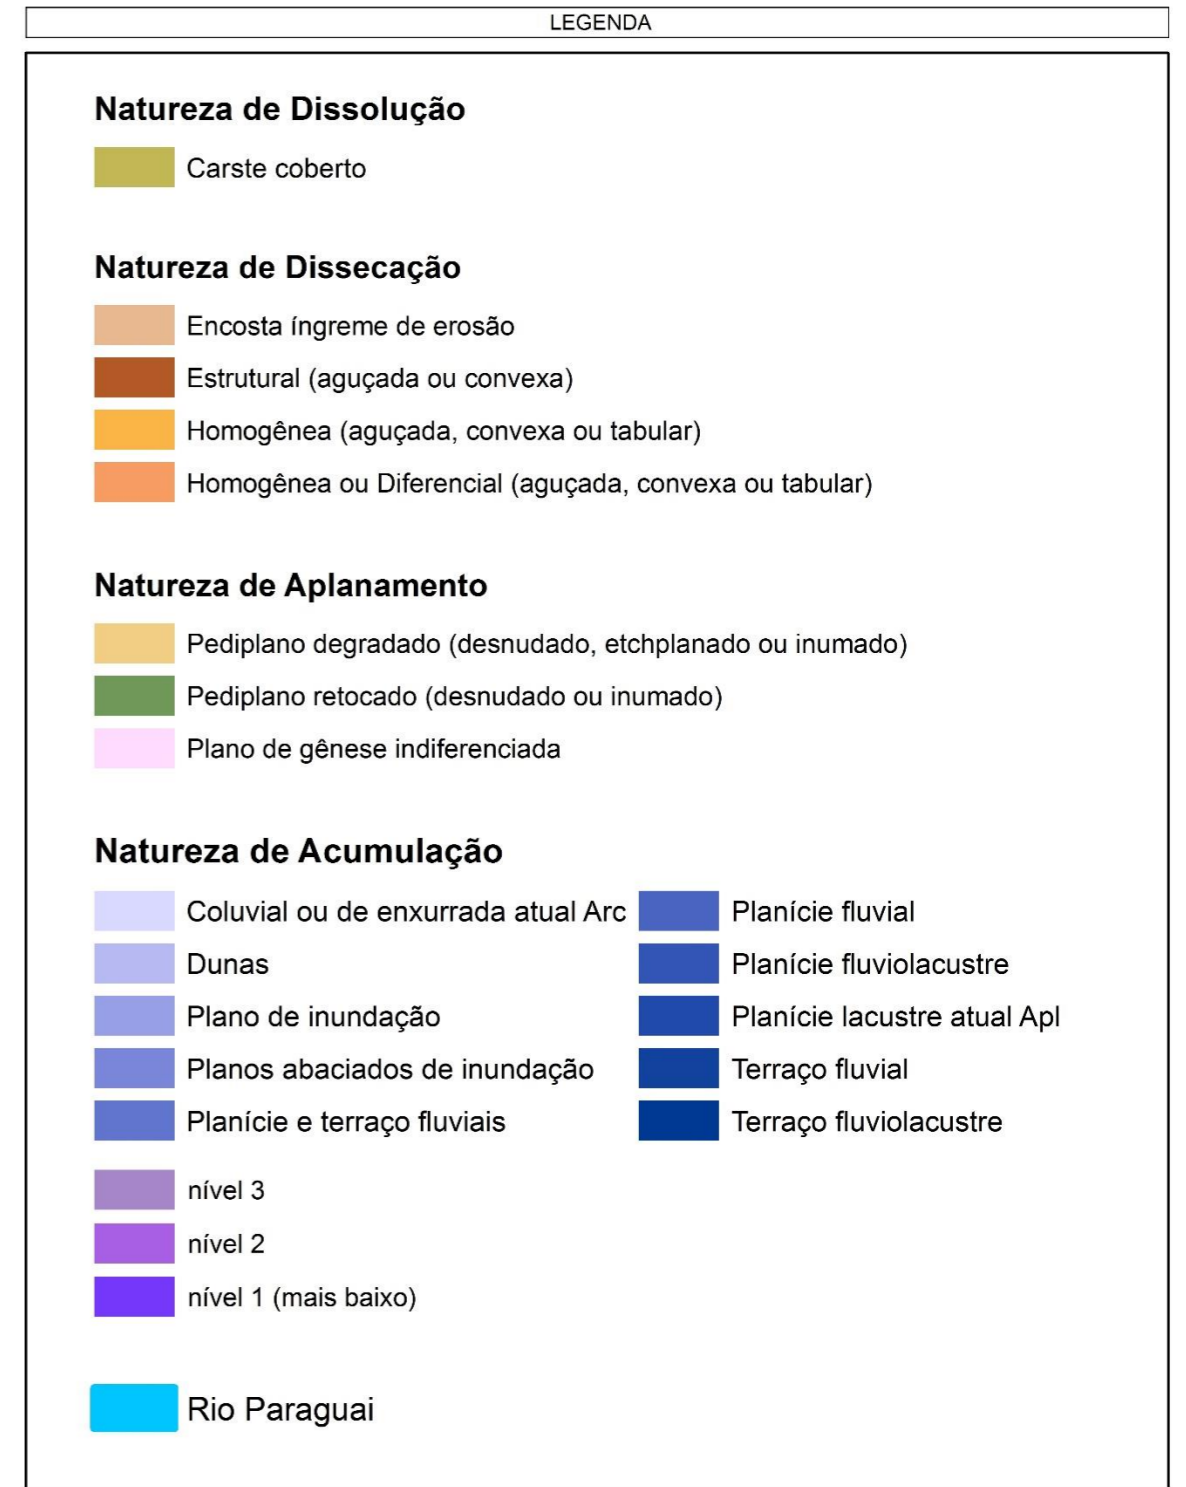 LEGENDA
Natureza de Dissolução
Carste coberto
Natureza de Dissecação
Encosta íngreme de erosão
Estrutural (aguçada ou convexa)
Homogênea (aguçada, convexa ou tabular)
Homogênea ou Diferencial (aguçada, convexa ou tabular)
Natureza de Aplanamento
Pediplano degradado (desnudado, etchplanado ou inumado)
Pediplano retocado (desnudado ou inumado)
Plano de gênese indiferenciada
Natureza de Acumulação
Coluvial ou de enxurrada atual Arc
Dunas
Plano de inundação
Planos abaciados de inundação
Planície e terraço fluviais
Planície fluvial
Planície fluviolacustre
Planície lacustre atual Apl
Terraço fluvial
Terraço fluviolacustre
nível 3
nível 2
nível 1 (mais baixo)
Rio Paraguai